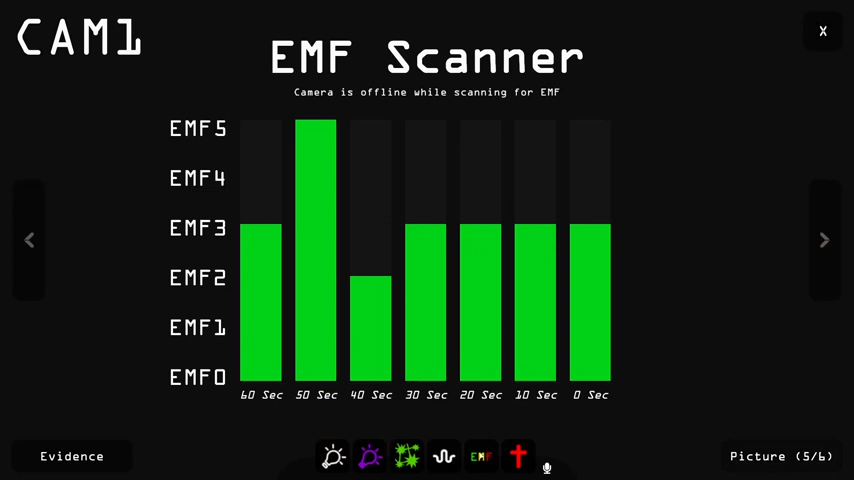 CAM1
X
EMF Scanner
Camera is offline while scanning for EMF
EMF5
EMF4
EMF3
EMF2
EMF1
EMF0
60 Sec 50 Sec 40 Sec 30 Sec 20 Sec 10 Sec 0 Sec
Evidence
EMF
Picture (5/6)